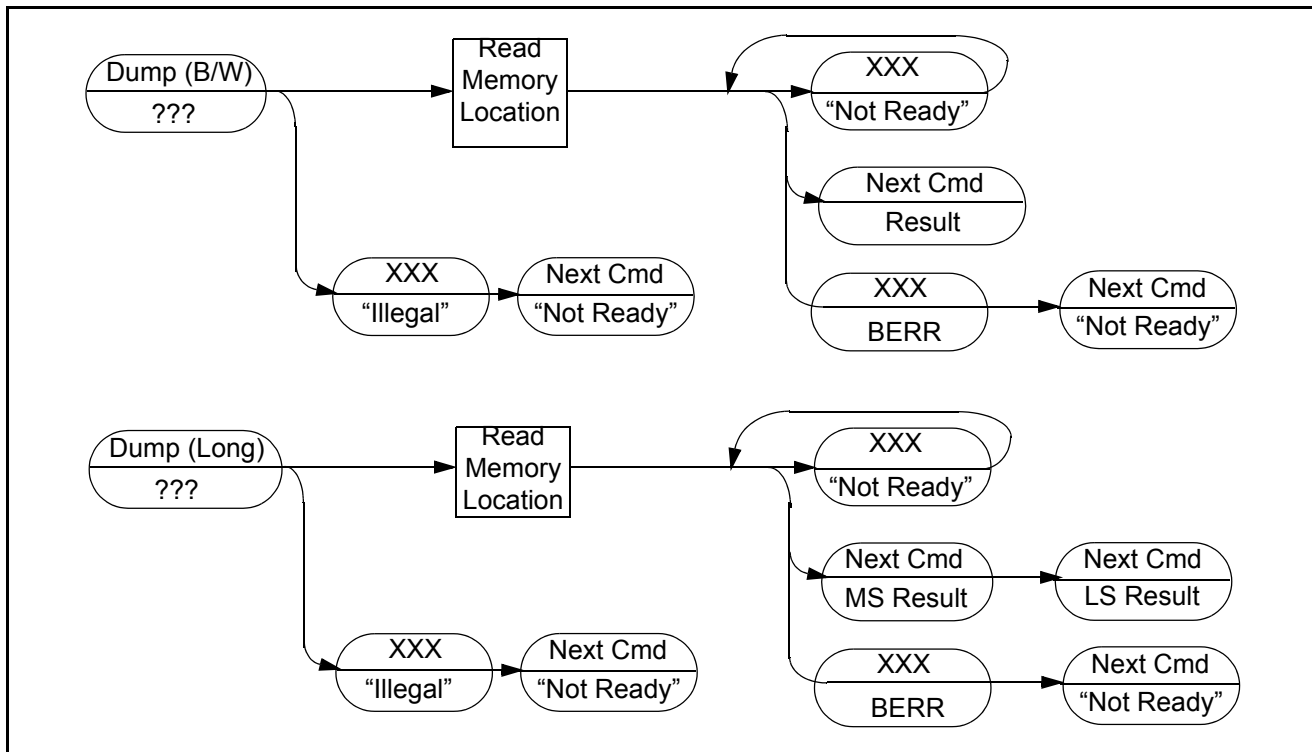 Dump (B/W)
???
Read
Memory
Location
XXX
“Not Ready”
Next Cmd
Result
XXX
“Illegal”
Next Cmd
“Not Ready”
XXX
BERR
Next Cmd
“Not Ready”
Dump (Long)
???
Read
Memory
Location
XXX
“Not Ready”
Next Cmd
MS Result
Next Cmd
LS Result
XXX
“Illegal”
Next Cmd
“Not Ready”
XXX
BERR
Next Cmd
“Not Ready”